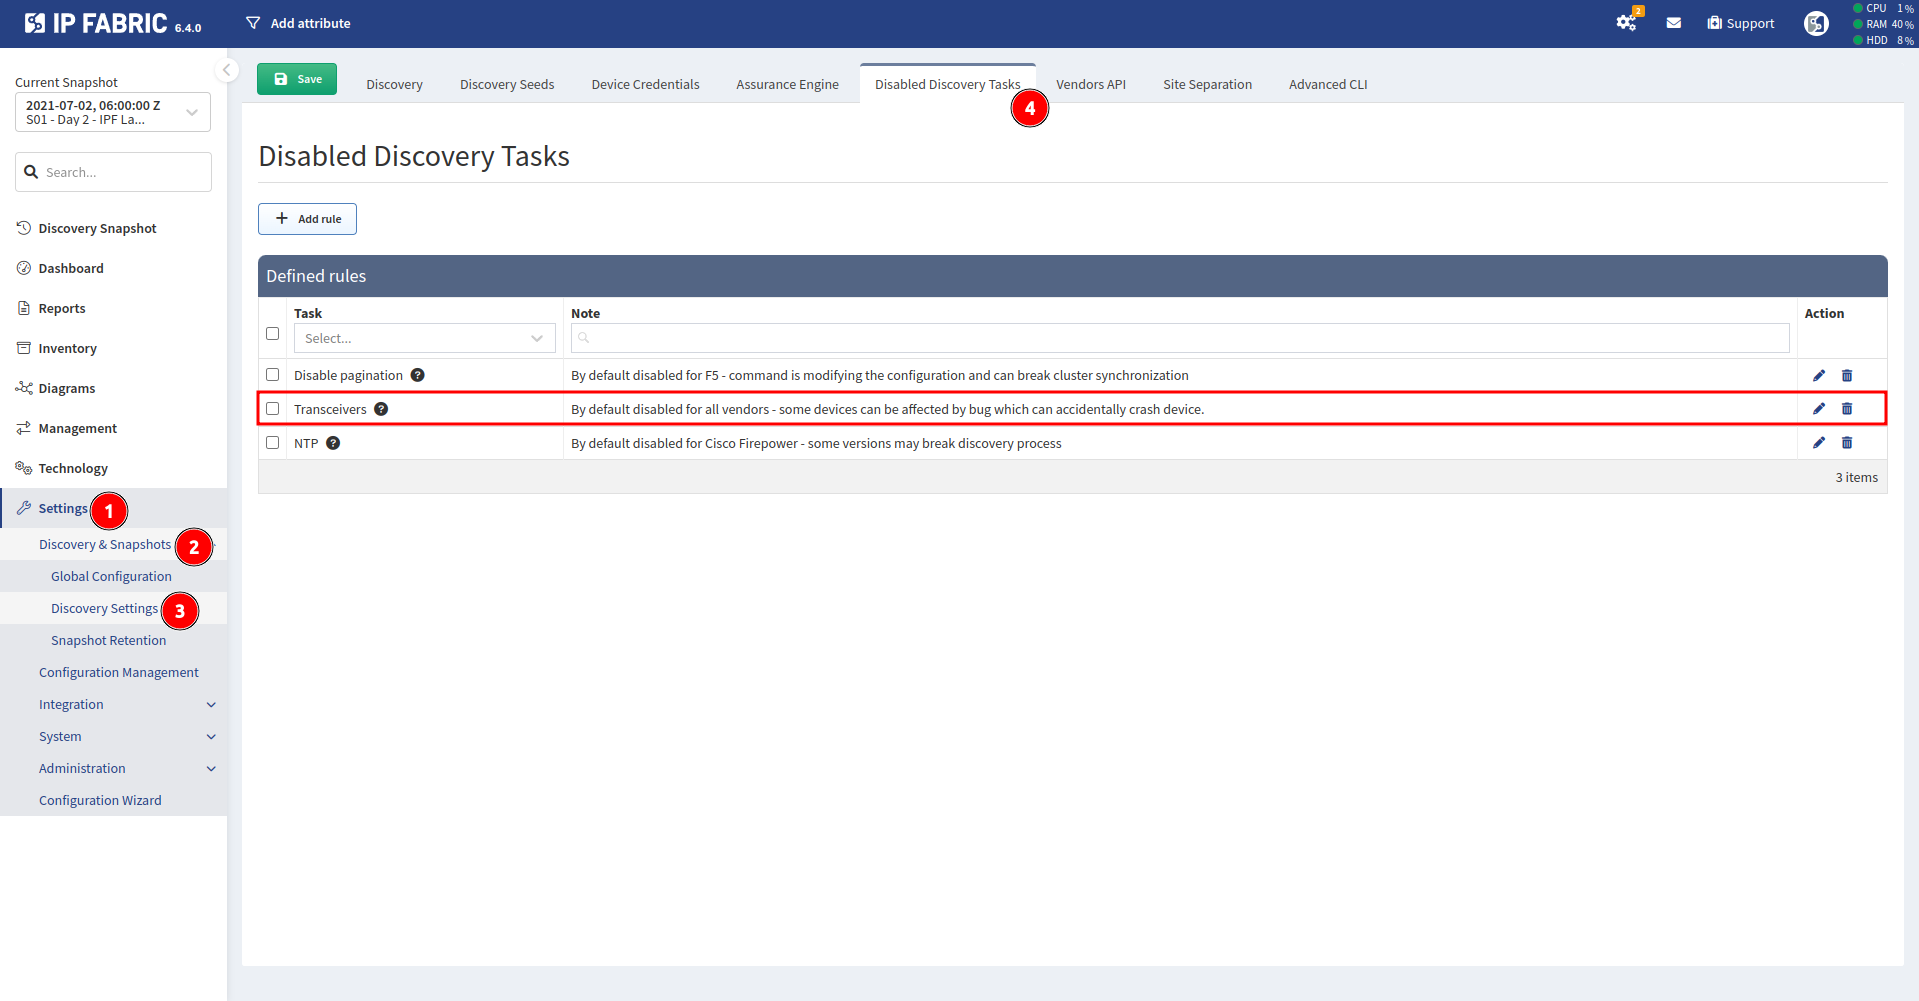 IP FABRIC 6.4.0
Add attribute
2
Support
CPU 1 %
RAM 40 %
HDD 8 %
Current Snapshot
2021-07-02, 06:00:00 Z
S01 - Day 2 - IPF La...
Search...
Discovery Snapshot
Dashboard
Reports
Inventory
Diagrams
Management
Technology
Settings 1
Discovery & Snapshots 2
Global Configuration
Discovery Settings 3
Snapshot Retention
Configuration Management
Integration
System
Administration
Configuration Wizard
Save
Discovery
Discovery Seeds
Device Credentials
Assurance Engine
Disabled Discovery Tasks
4
Vendors API
Site Separation
Advanced CLI
Disabled Discovery Tasks
+ Add rule
Defined rules
Task Note Action
Select...
Disable pagination ? By default disabled for F5 - command is modifying the configuration and can break cluster synchronization
Transceivers ? By default disabled for all vendors - some devices can be affected by bug which can accidentally crash device.
NTP ? By default disabled for Cisco Firepower - some versions may break discovery process
3 items